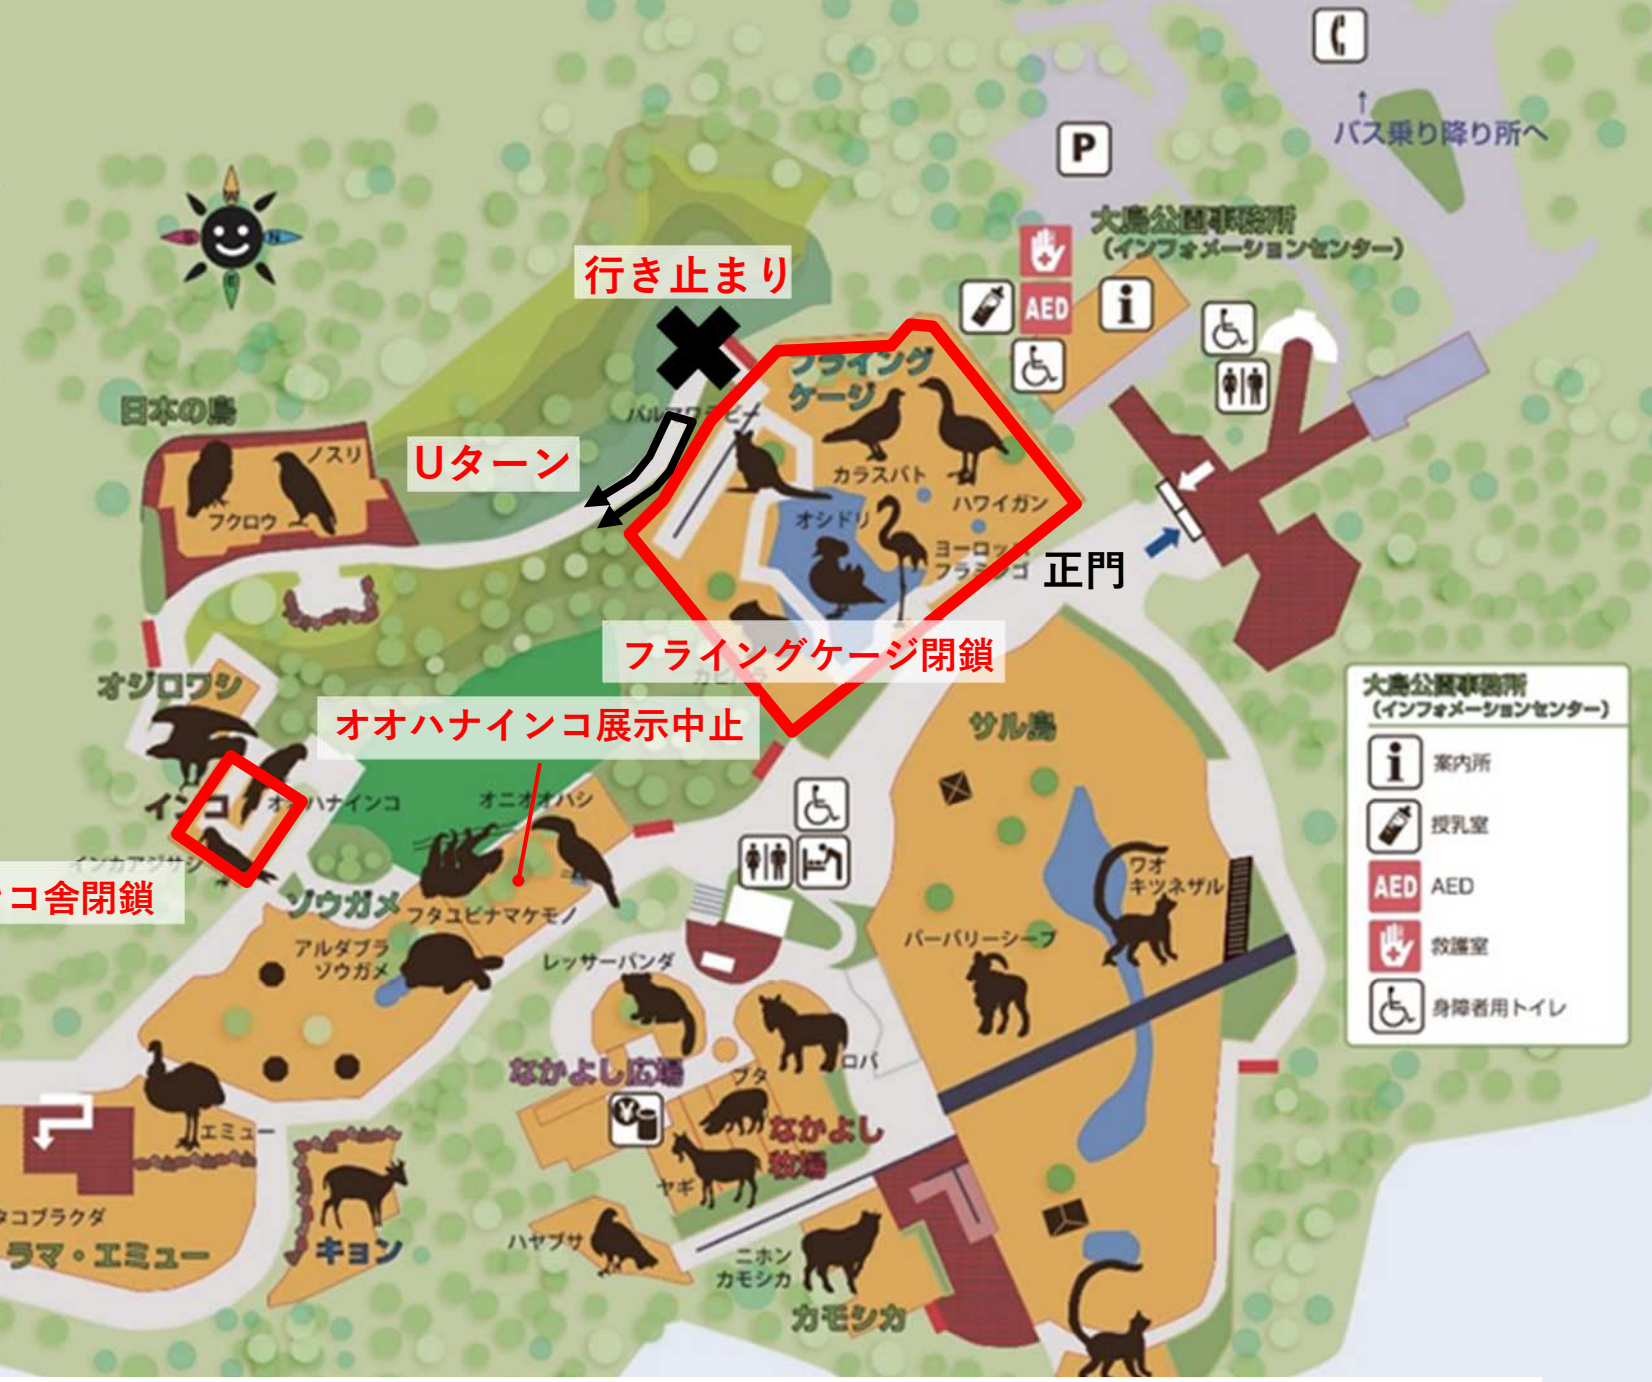 バス乗り降り所へ
P
大島公園事務所
(インフォメーションセンター)
AED
i
行き止まり
フライング
ケージ
日本の鳥
Uターン
ノスリ
フクロウ
カラスバト
ハワイガン
オシドリ
正門
フライングケージ閉鎖
オジロワシ
オオハナインコ展示中止
サル島
インコ
ハナインコ
オニオオハシ
インカアジサシ
コ舎閉鎖
ゾウガメ
フタユビナマケモノ
アルダブラ
ゾウガメ
レッサーパンダ
ワオ
キツネザル
バーバリーシープ
なかよし広場
ロバ
ブタ
なかよし
牧場
ヤギ
エミュー
タコブラクダ
ラマ・エミュー
キョン
ハヤブサ
ニホン
カモシカ
カモシカ
大島公園事務所
(インフォメーションセンター)
i 案内所
授乳室
AED AED
救護室
身障者用トイレ